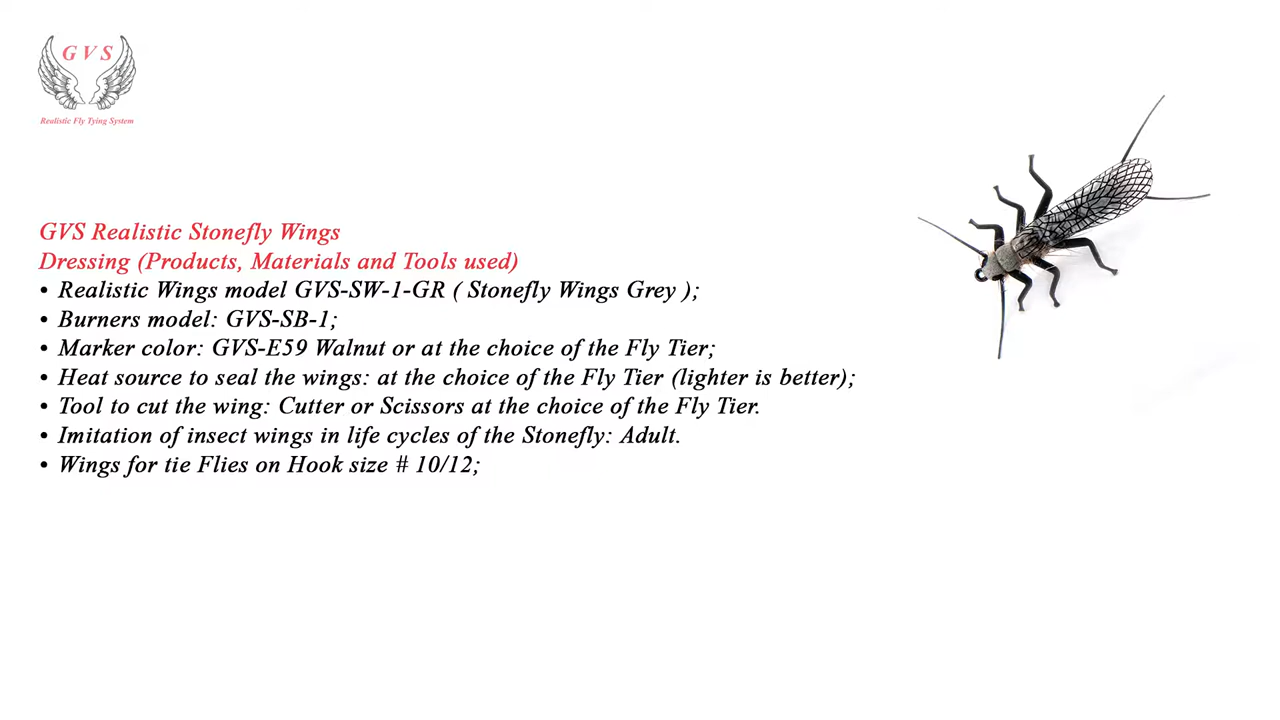 G V S
Realistic Fly Tying System
GVS Realistic Stonefly Wings
Dressing (Products, Materials and Tools used)
• Realistic Wings model GVS-SW-1-GR ( Stonefly Wings Grey );
• Burners model: GVS-SB-1;
• Marker color: GVS-E59 Walnut or at the choice of the Fly Tier;
• Heat source to seal the wings: at the choice of the Fly Tier (lighter is better);
• Tool to cut the wing: Cutter or Scissors at the choice of the Fly Tier.
• Imitation of insect wings in life cycles of the Stonefly: Adult.
• Wings for tie Flies on Hook size # 10/12;